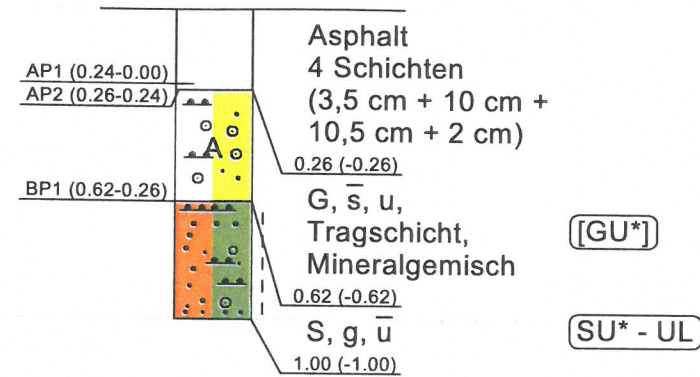 Asphalt
4 Schichten
(3,5 cm + 10 cm +
10,5 cm + 2 cm)
AP1 (0.24-0.00)
AP2 (0.26-0.24)
A
0.26 (-0.26)
BP1 (0.62-0.26)
G, s̅, u,
Tragschicht,
Mineralgemisch
[GU*]
0.62 (-0.62)
S, g, u̅
SU* - UL
1.00 (-1.00)